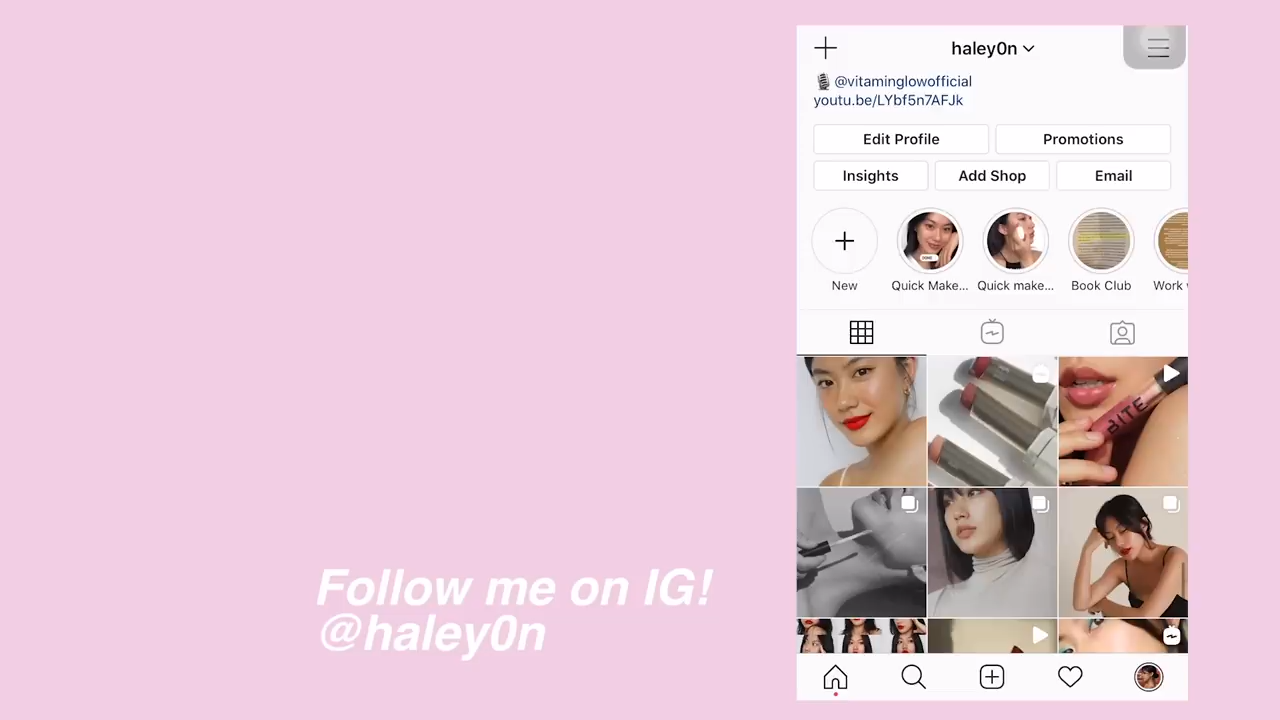 haley0n
@vitaminglowofficial
youtu.be/LYbf5n7AFJk
Edit Profile
Promotions
Insights
Add Shop
Email
New
Quick Make...
Quick make...
Book Club
Work
BITE
Follow me on IG!
@haley0n